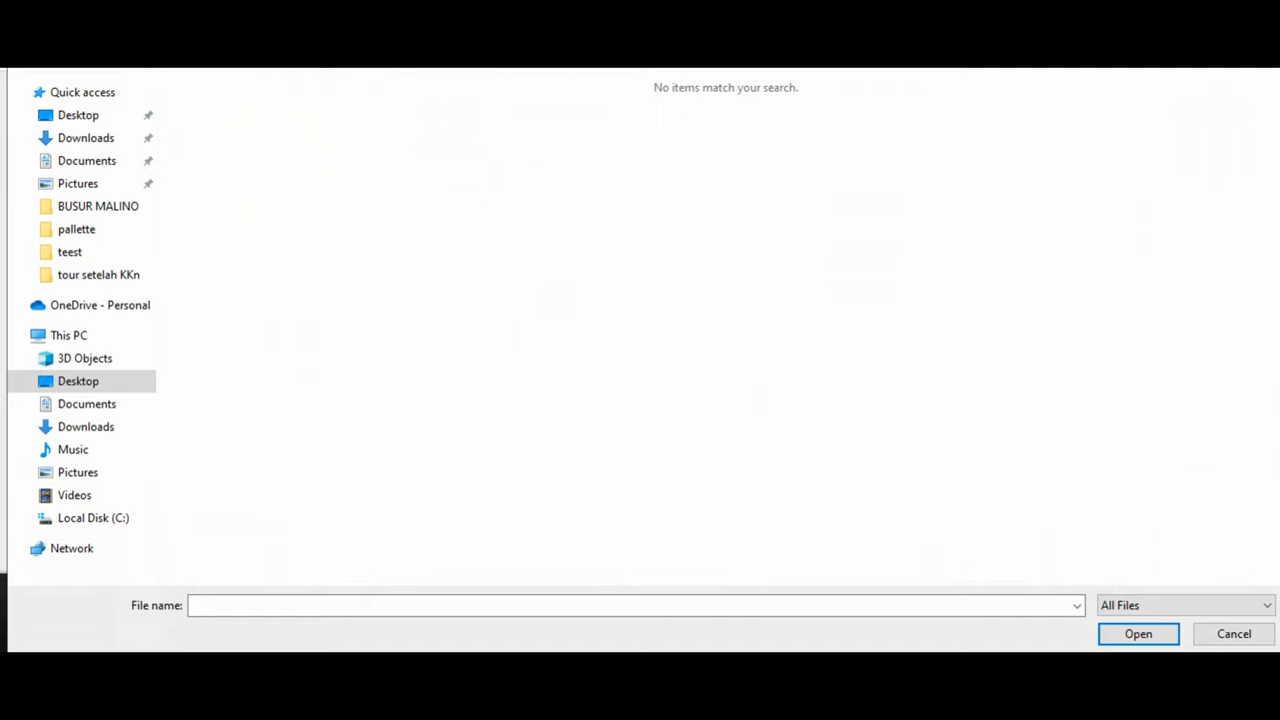 Quick access
No items match your search.
Desktop
Downloads
Documents
Pictures
BUSUR MALINO
pallette
teest
tour setelah KKn
OneDrive - Personal
This PC
3D Objects
Desktop
Documents
Downloads
Music
Pictures
Videos
Local Disk (C:)
Network
File name:
All Files
Open
Cancel